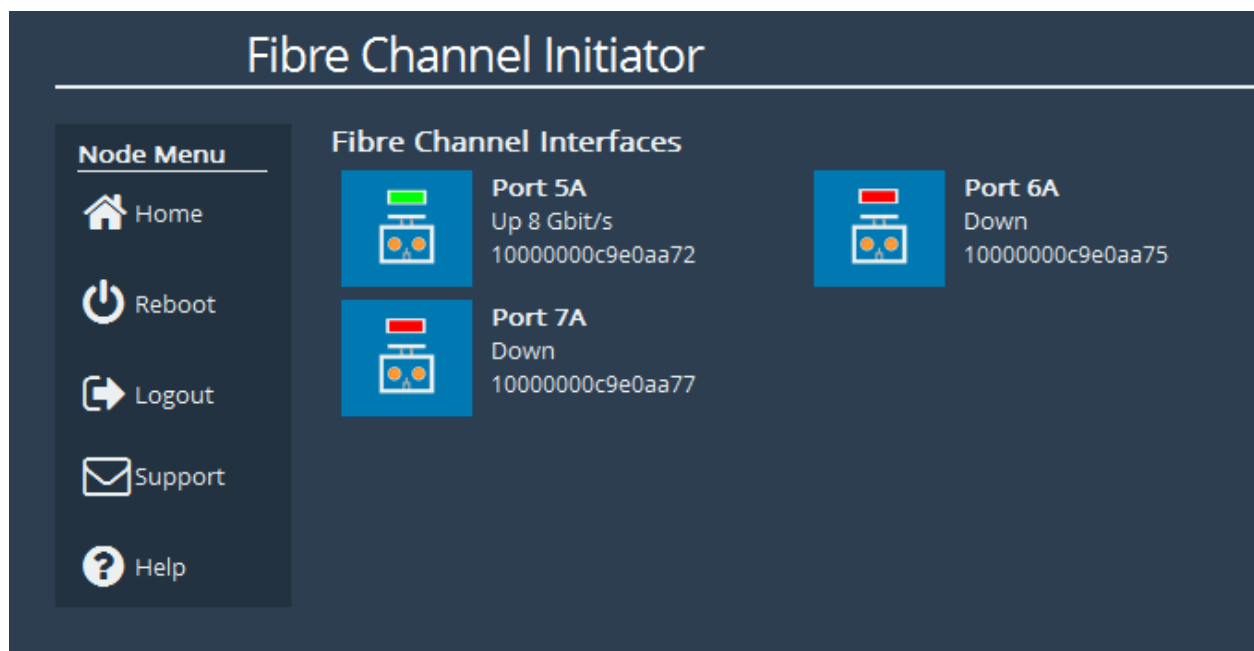 Fibre Channel Initiator
Node Menu
Home
Reboot
Logout
Support
Help
Fibre Channel Interfaces
Port 5A
Up 8 Gbit/s
10000000c9e0aa72
Port 6A
Down
10000000c9e0aa75
Port 7A
Down
10000000c9e0aa77